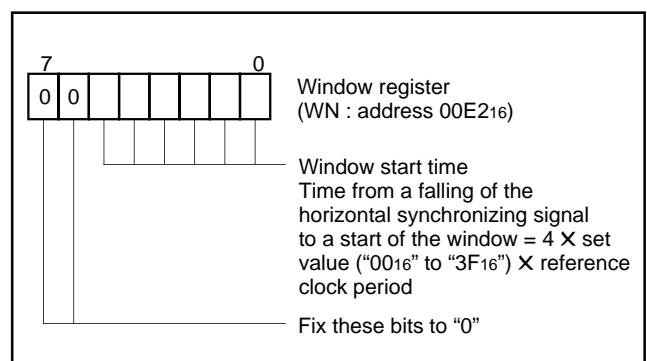 7 0
0 0
Window register
(WN : address 00E216)
Window start time
Time from a falling of the
horizontal synchronizing signal
to a start of the window = 4 X set
value (“0016” to “3F16”) X reference
clock period
Fix these bits to “0”